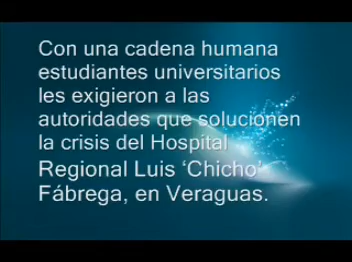 Con una cadena humana
estudiantes universitarios
les exigieron a las
autoridades que solucionen
la crisis del Hospital
Regional Luis ‘Chicho’
Fábrega, en Veraguas.